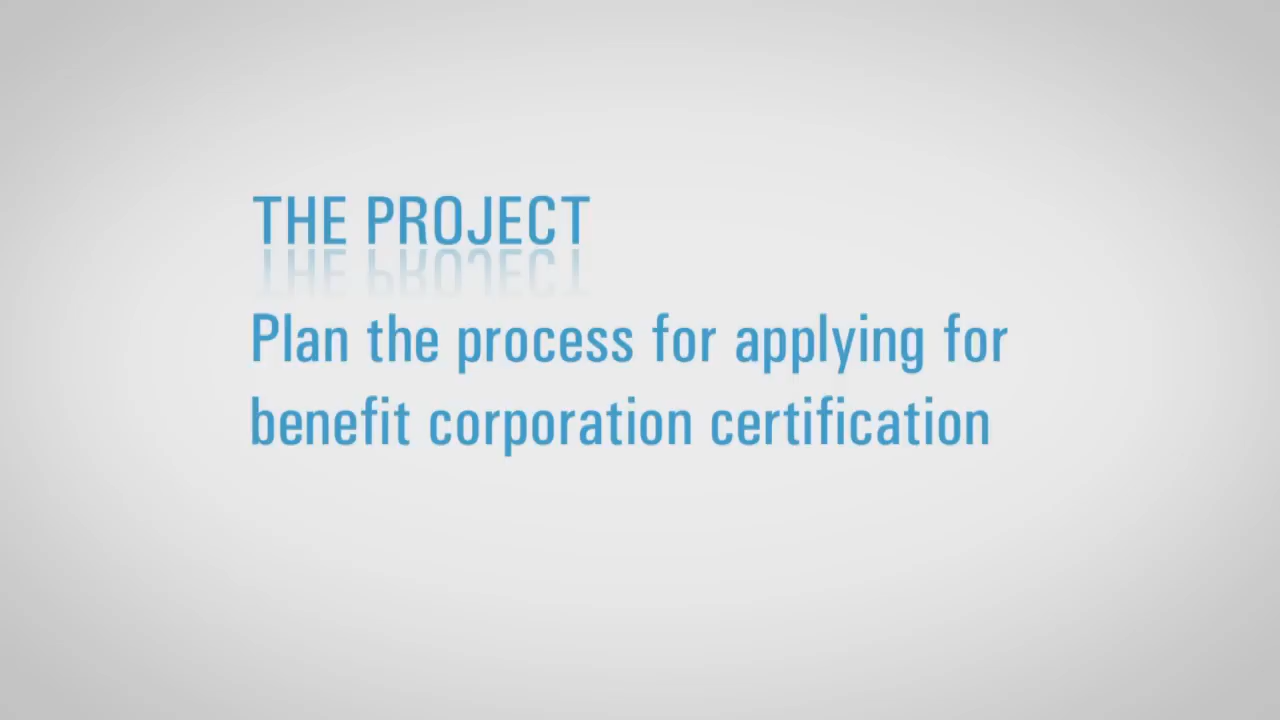 THE PROJECT
Plan the process for applying for
benefit corporation certification